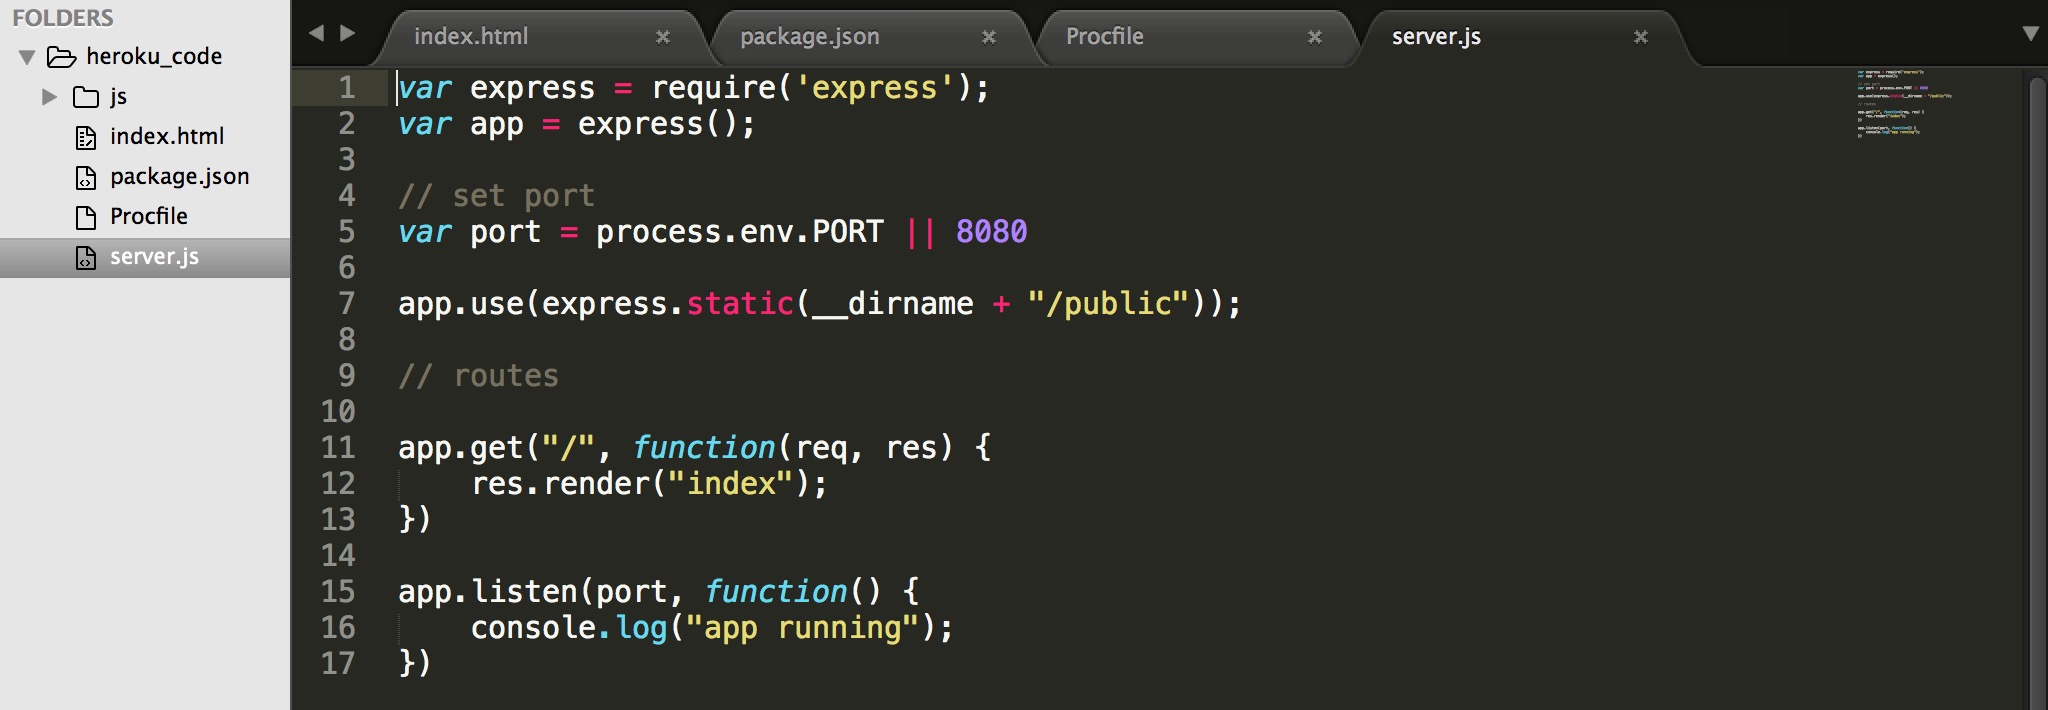 FOLDERS
heroku_code
js
index.html
package.json
Procfile
server.js
index.html
package.json
Procfile
server.js
1 var express = require('express');
2 var app = express();
3
4 // set port
5 var port = process.env.PORT || 8080
6
7 app.use(express.static(__dirname + "/public"));
8
9 // routes
10
11 app.get("/", function(req, res) {
12     res.render("index");
13 })
14
15 app.listen(port, function() {
16     console.log("app running");
17 })